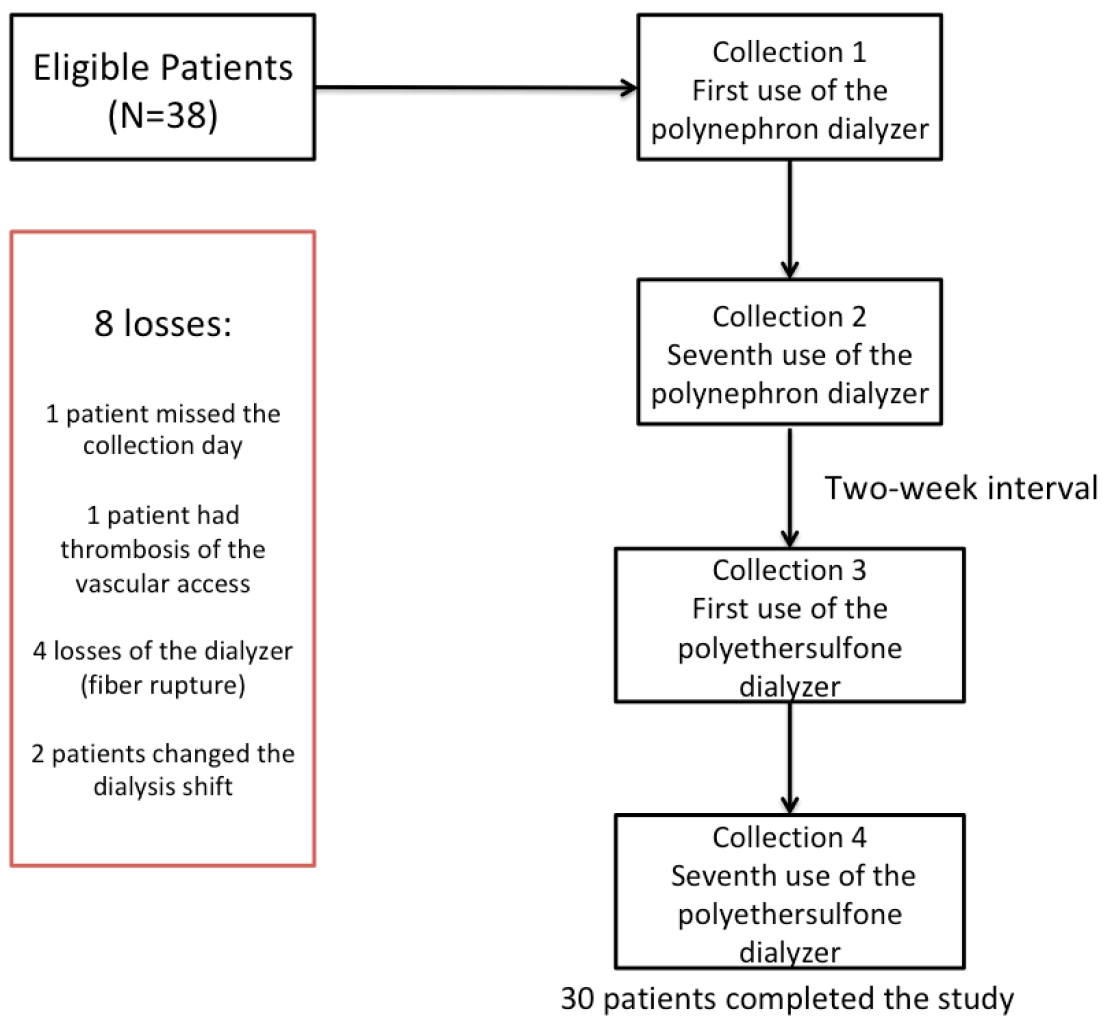 Eligible Patients
(N=38)
Collection 1
First use of the
polynephron dialyzer
8 losses:
1 patient missed the
collection day
1 patient had
thrombosis of the
vascular access
4 losses of the dialyzer
(fiber rupture)
2 patients changed the
dialysis shift
Collection 2
Seventh use of the
polynephron dialyzer
Two-week interval
Collection 3
First use of the
polyethersulfone
dialyzer
Collection 4
Seventh use of the
polyethersulfone
dialyzer
30 patients completed the study